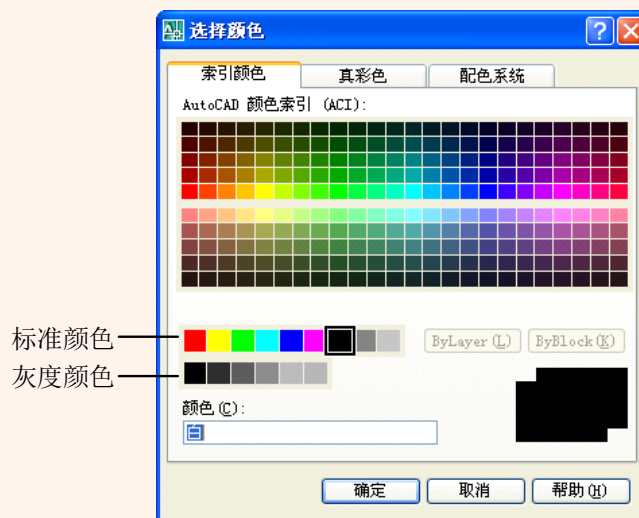 选择颜色
索引颜色
真彩色
配色系统
AutoCAD 颜色索引 (ACI):
标准颜色
ByLayer(L)
ByBlock(K)
灰度颜色
颜色(C):
白
确定
取消
帮助(H)